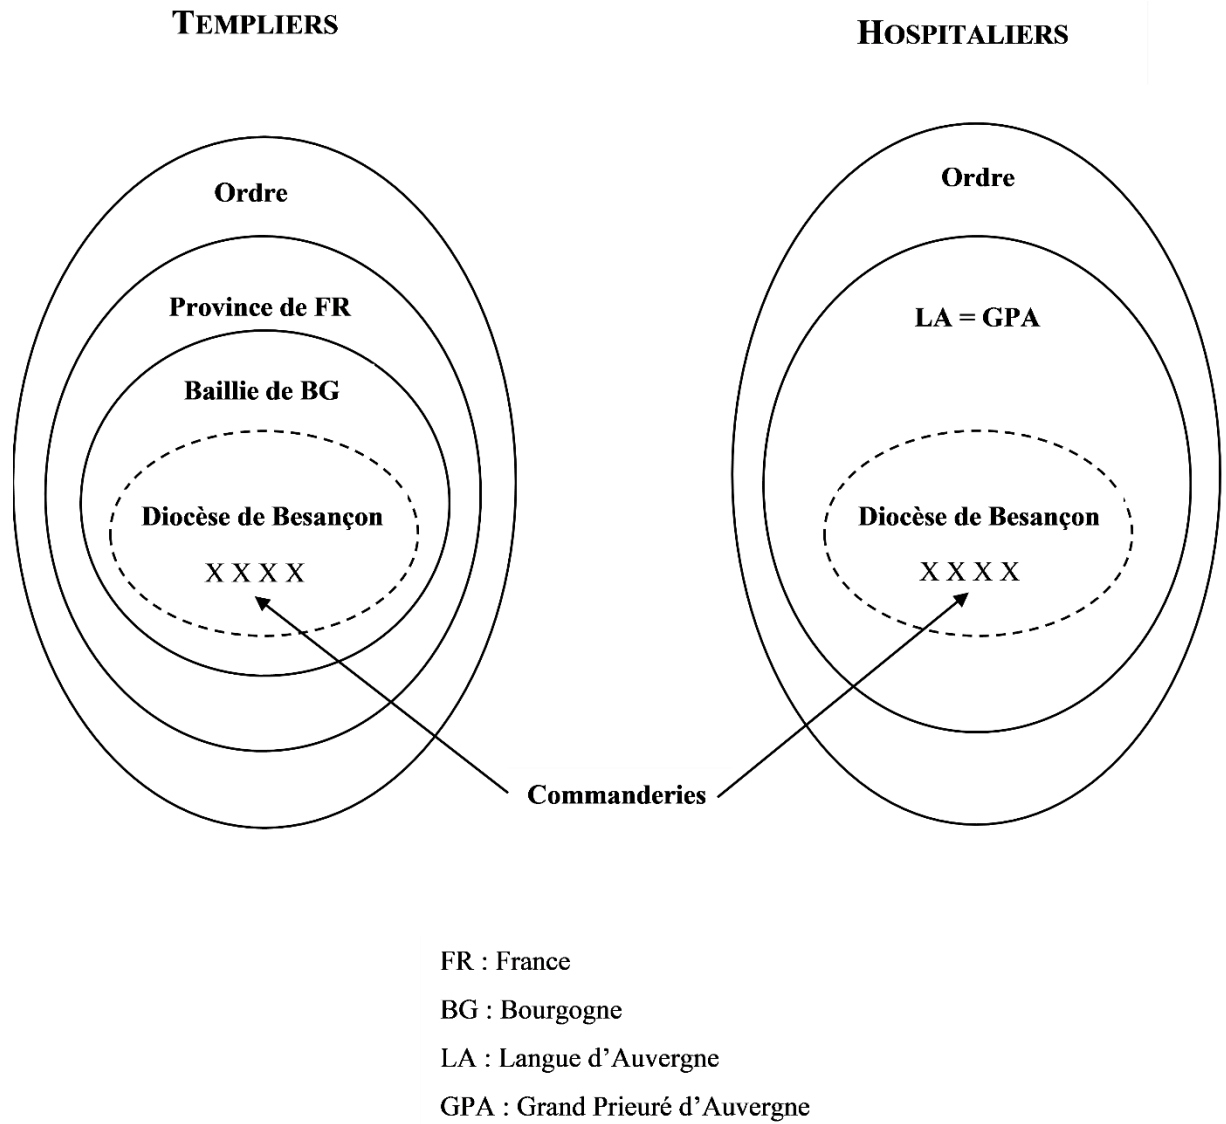 TEMPLIERS
HOSPITALIERS
Ordre
Province de FR
Baillie de BG
Diocèse de Besançon
X X X X
Ordre
LA = GPA
Diocèse de Besançon
X X X X
Commanderies
FR : France
BG : Bourgogne
LA : Langue d’Auvergne
GPA : Grand Prieuré d’Auvergne